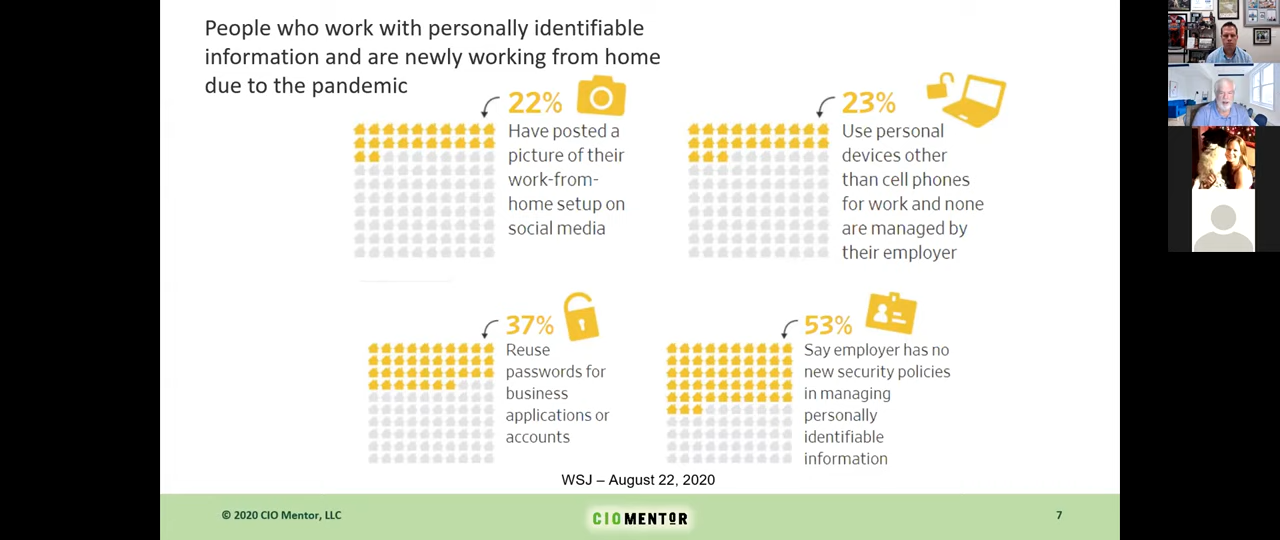 People who work with personally identifiable
information and are newly working from home
due to the pandemic
22%
Have posted a
picture of their
work-from-
home setup on
social media
23%
Use personal
devices other
than cell phones
for work and none
are managed by
their employer
37%
Reuse
passwords for
business
applications or
accounts
53%
Say employer has no
new security policies
in managing
personally
identifiable
information
WSJ – August 22, 2020
© 2020 CIO Mentor, LLC
CIOMENTOR
7